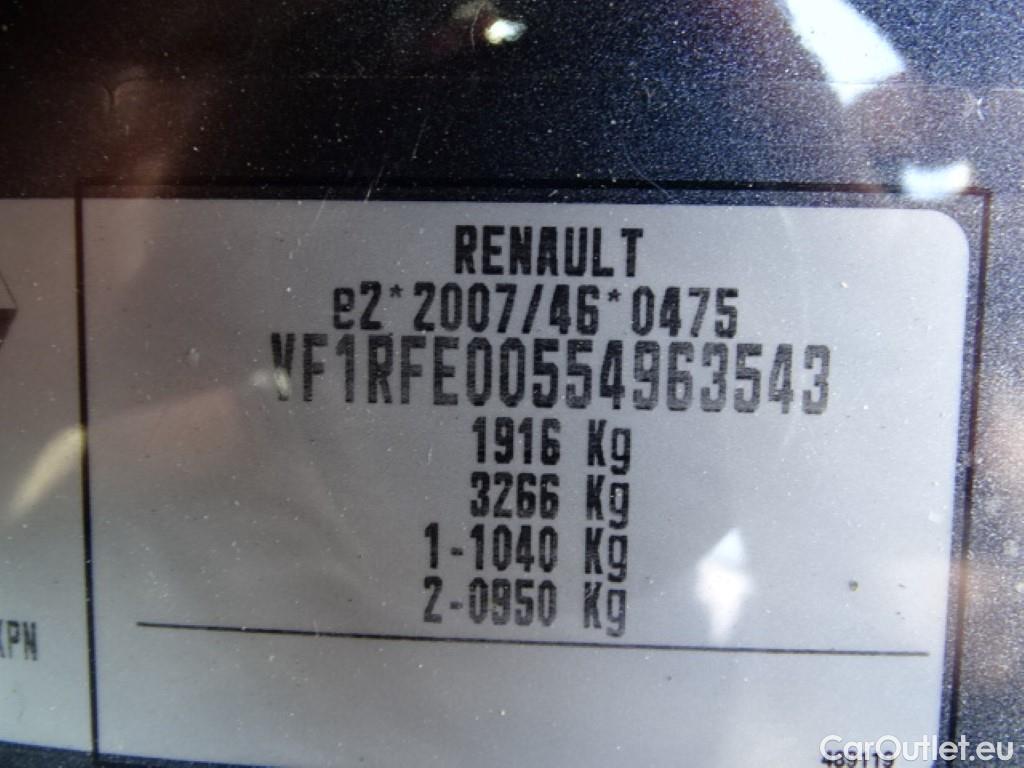 RENAULT
e2*2007/46*0475
VF1RFE00554963543
1916 Kg
3266 Kg
1-1040 Kg
2-0950 Kg
KPN
CarOutlet.eu